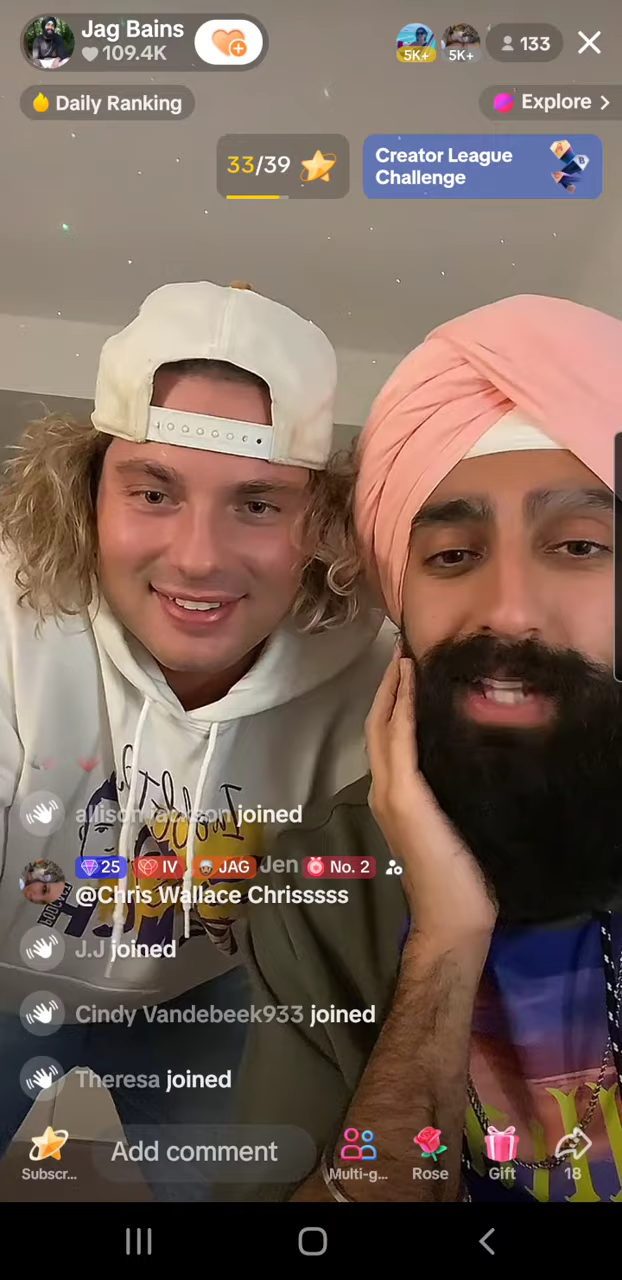 Jag Bains
109.4K
5K+
5K+
133
Daily Ranking
Explore >
33/39
Creator League
Challenge
joined
25 IV JAG Jen No. 2
@Chris Wallace Chrisssss
J.J joined
Cindy Vandebeek933 joined
Theresa joined
Add comment
Subscr...
Multi-g...
Rose
Gift
18